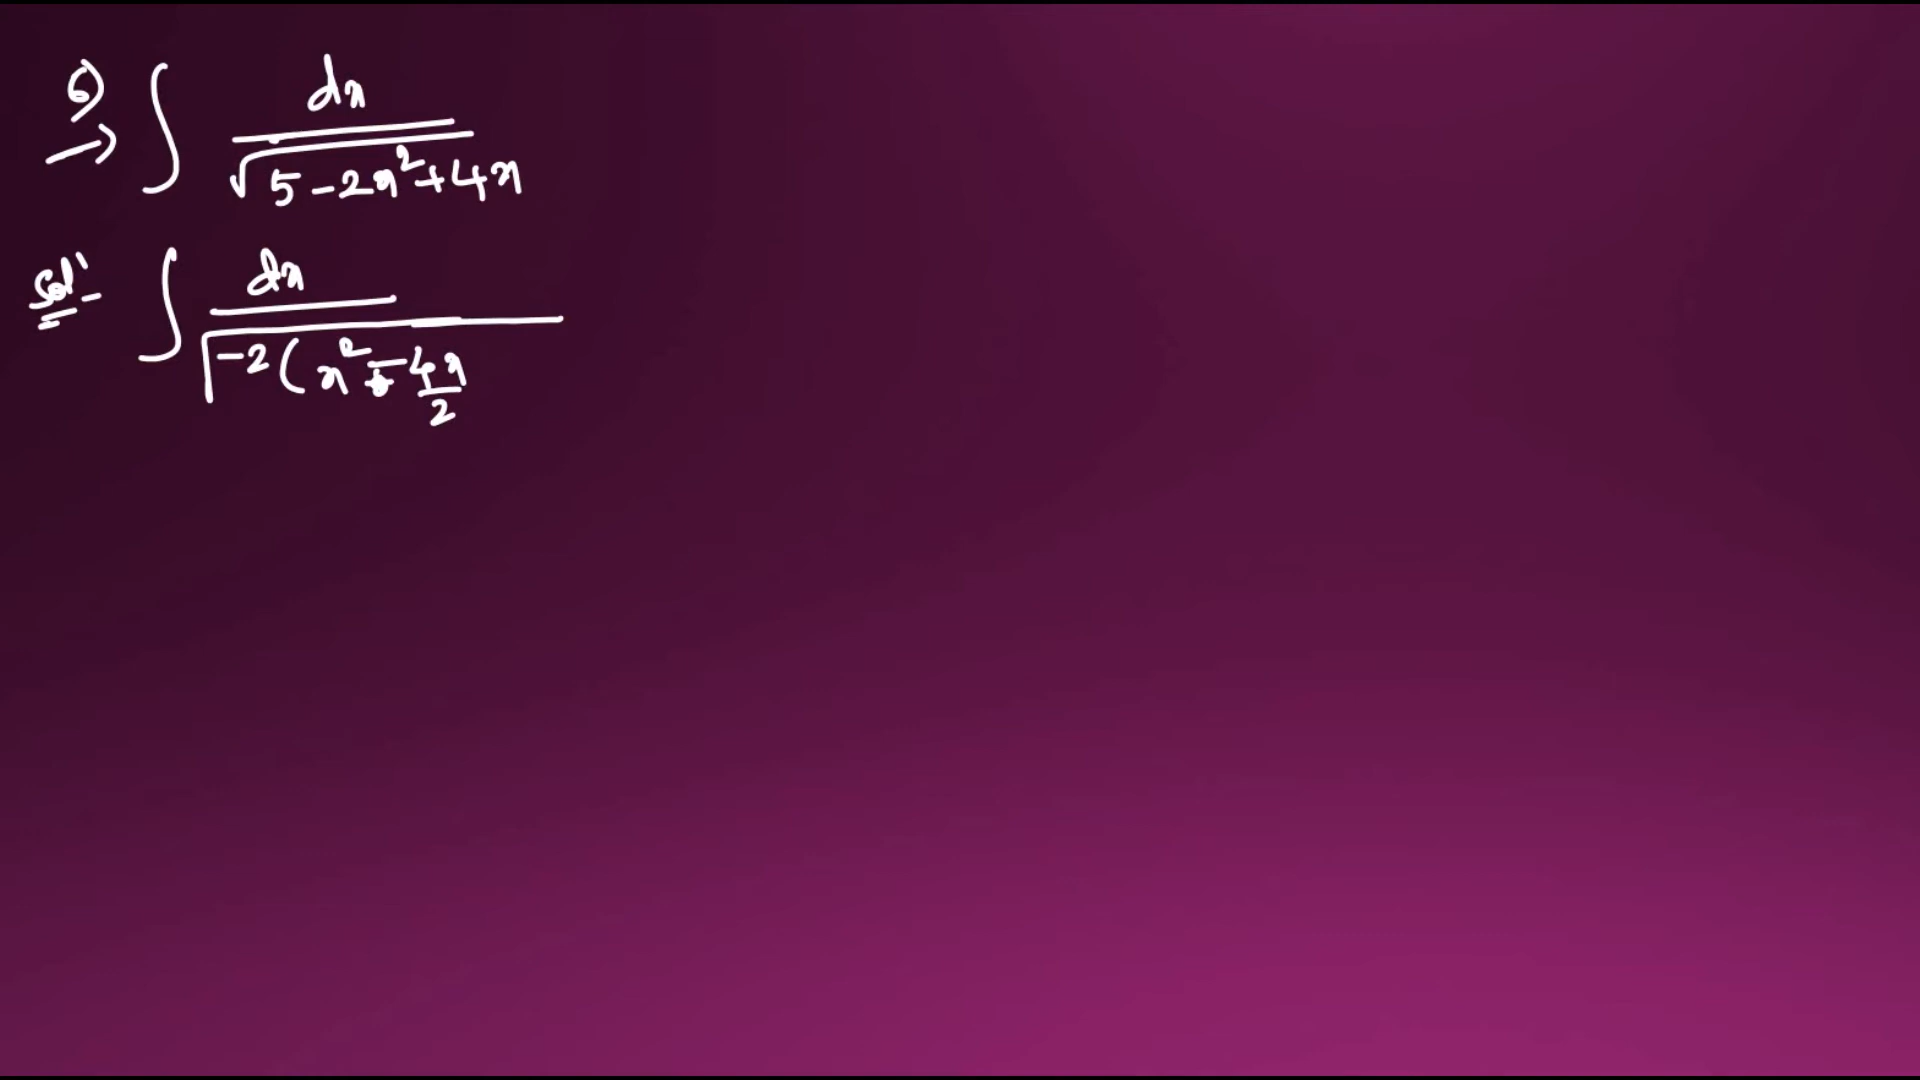 6) ∫ dx / √(5-2x²+4x)
Sol:- ∫ dx / √(-2(x² - 4x/2